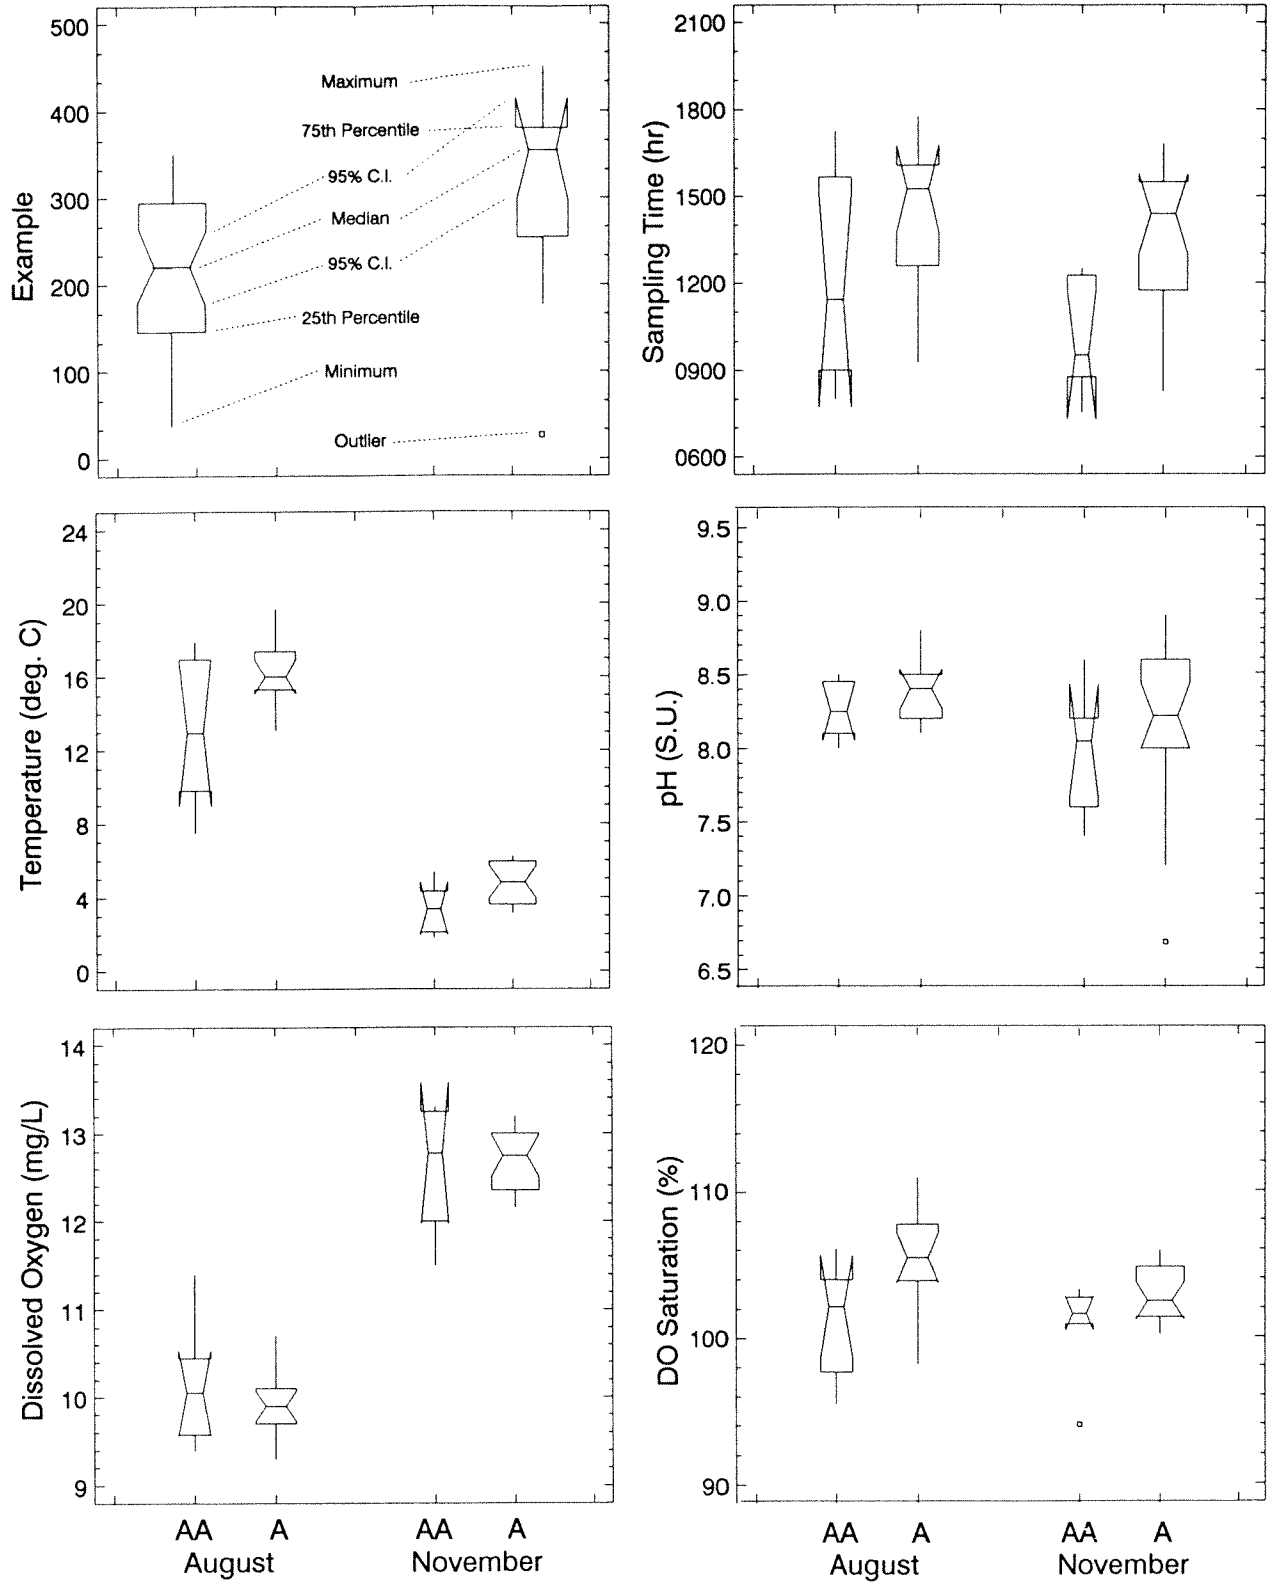 500
400
300
200
100
0
Example
Maximum
75th Percentile
95% C.I.
Median
95% C.I.
25th Percentile
Minimum
Outlier
2100
1800
1500
1200
0900
0600
Sampling Time (hr)
24
20
16
12
8
4
0
Temperature (deg. C)
9.5
9.0
8.5
8.0
7.5
7.0
6.5
pH (S.U.)
14
13
12
11
10
9
Dissolved Oxygen (mg/L)
AA A AA A
August November
120
110
100
90
DO Saturation (%)
AA A AA A
August November